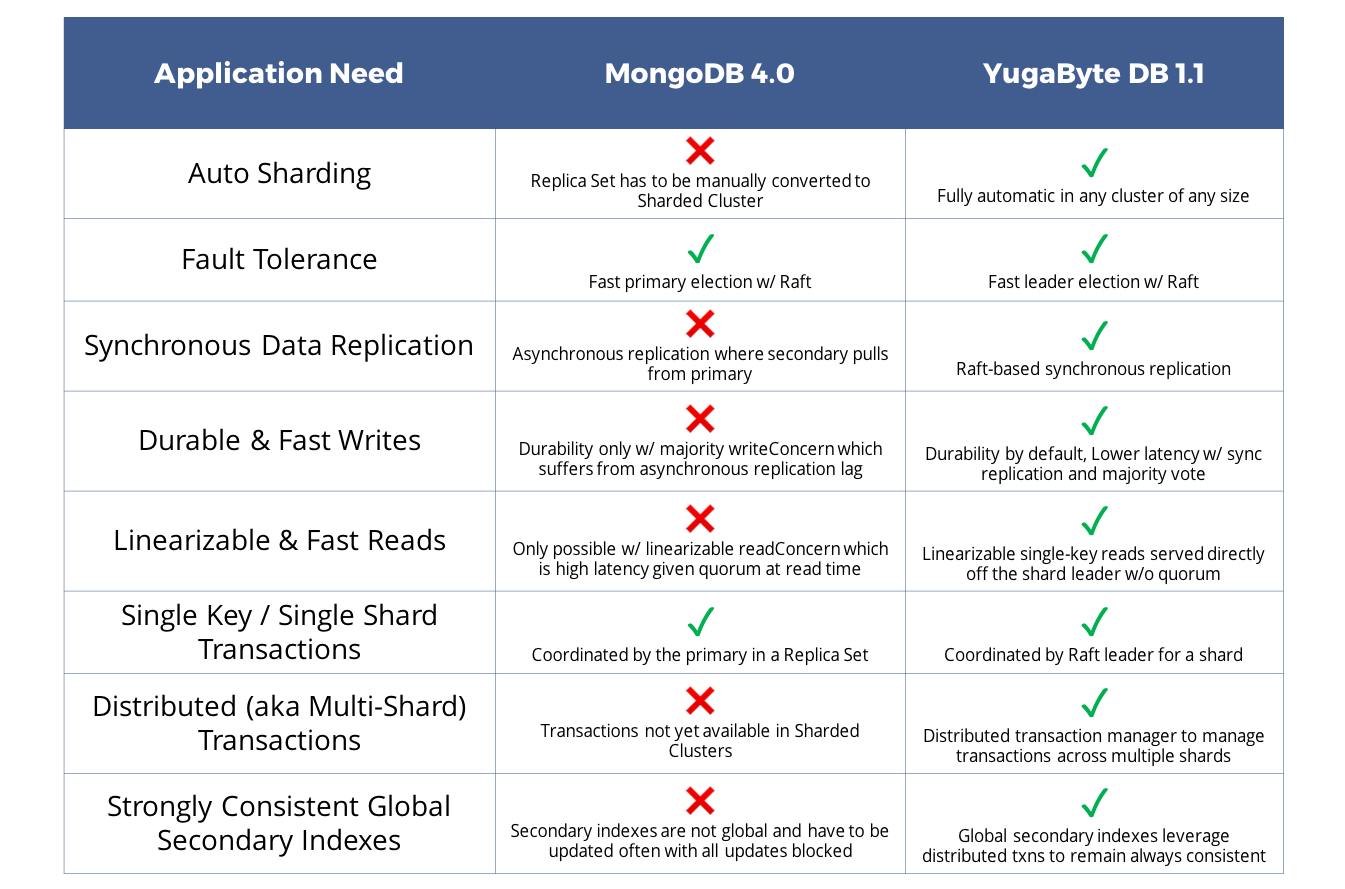 Application Need
MongoDB 4.0
YugaByte DB 1.1
Auto Sharding
Replica Set has to be manually converted to
Sharded Cluster
Fully automatic in any cluster of any size
Fault Tolerance
Fast primary election w/ Raft
Fast leader election w/ Raft
Synchronous Data Replication
Asynchronous replication where secondary pulls
from primary
Raft-based synchronous replication
Durable & Fast Writes
Durability only w/ majority writeConcern which
suffers from asynchronous replication lag
Durability by default, Lower latency w/ sync
replication and majority vote
Linearizable & Fast Reads
Only possible w/ linearizable readConcern which
is high latency given quorum at read time
Linearizable single-key reads served directly
off the shard leader w/o quorum
Single Key / Single Shard
Transactions
Coordinated by the primary in a Replica Set
Coordinated by Raft leader for a shard
Distributed (aka Multi-Shard)
Transactions
Transactions not yet available in Sharded
Clusters
Distributed transaction manager to manage
transactions across multiple shards
Strongly Consistent Global
Secondary Indexes
Secondary indexes are not global and have to be
updated often with all updates blocked
Global secondary indexes leverage
distributed txns to remain always consistent